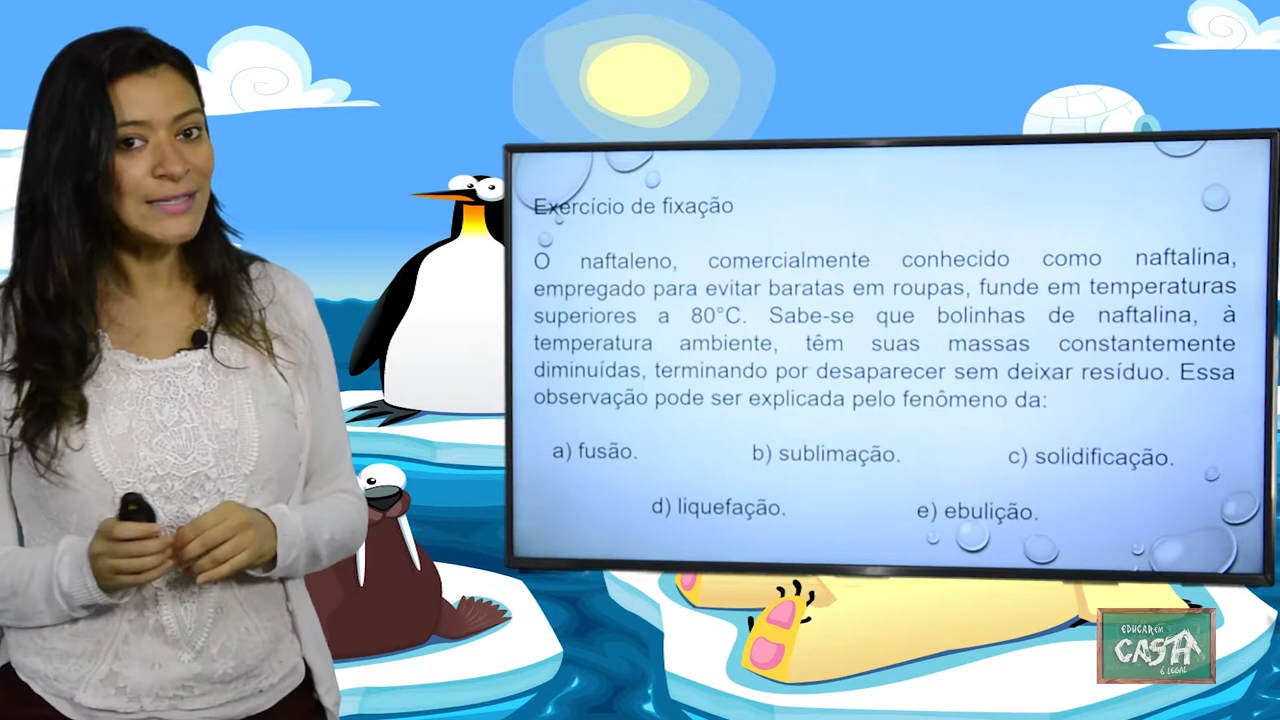 Exercício de fixação
O naftaleno, comercialmente conhecido como naftalina,
empregado para evitar baratas em roupas, funde em temperaturas
superiores a 80°C. Sabe-se que bolinhas de naftalina, à
temperatura ambiente, têm suas massas constantemente
diminuídas, terminando por desaparecer sem deixar resíduo. Essa
observação pode ser explicada pelo fenômeno da:
a) fusão. b) sublimação. c) solidificação.
d) liquefação. e) ebulição.
EDUCAR EM
CASA
É LEGAL